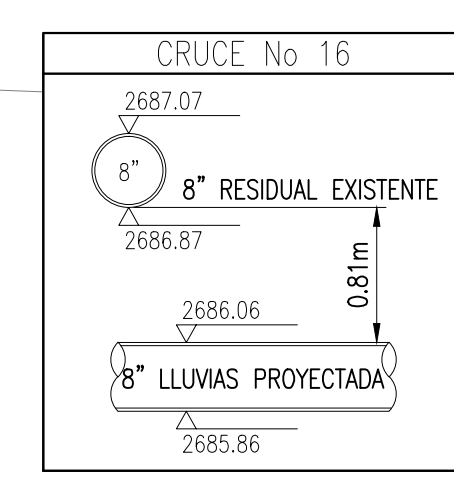 CRUCE No 16
2687.07
8"
8" RESIDUAL EXISTENTE
2686.87
0.81m
2686.06
8" LLUVIAS PROYECTADA
2685.86